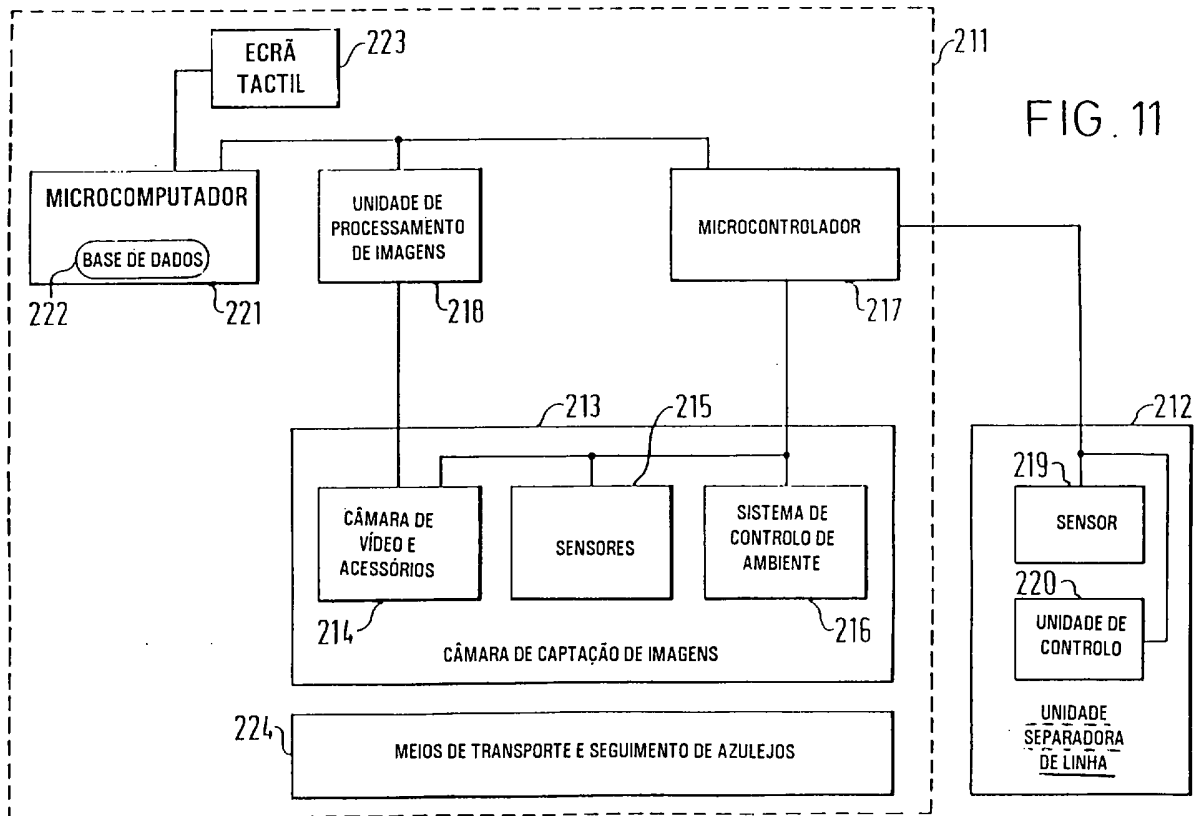 ECRÃ
TACTIL
223
211
FIG. 11
MICROCOMPUTADOR
BASE DE DADOS
222
221
UNIDADE DE
PROCESSAMENTO
DE IMAGENS
218
MICROCONTROLADOR
217
213
215
212
CÂMARA DE
VÍDEO E
ACESSÓRIOS
214
SENSORES
SISTEMA DE
CONTROLO DE
AMBIENTE
216
CÂMARA DE CAPTAÇÃO DE IMAGENS
219
SENSOR
220
UNIDADE DE
CONTROLO
UNIDADE
SEPARADORA
DE LINHA
224
MEIOS DE TRANSPORTE E SEGUIMENTO DE AZULEJOS